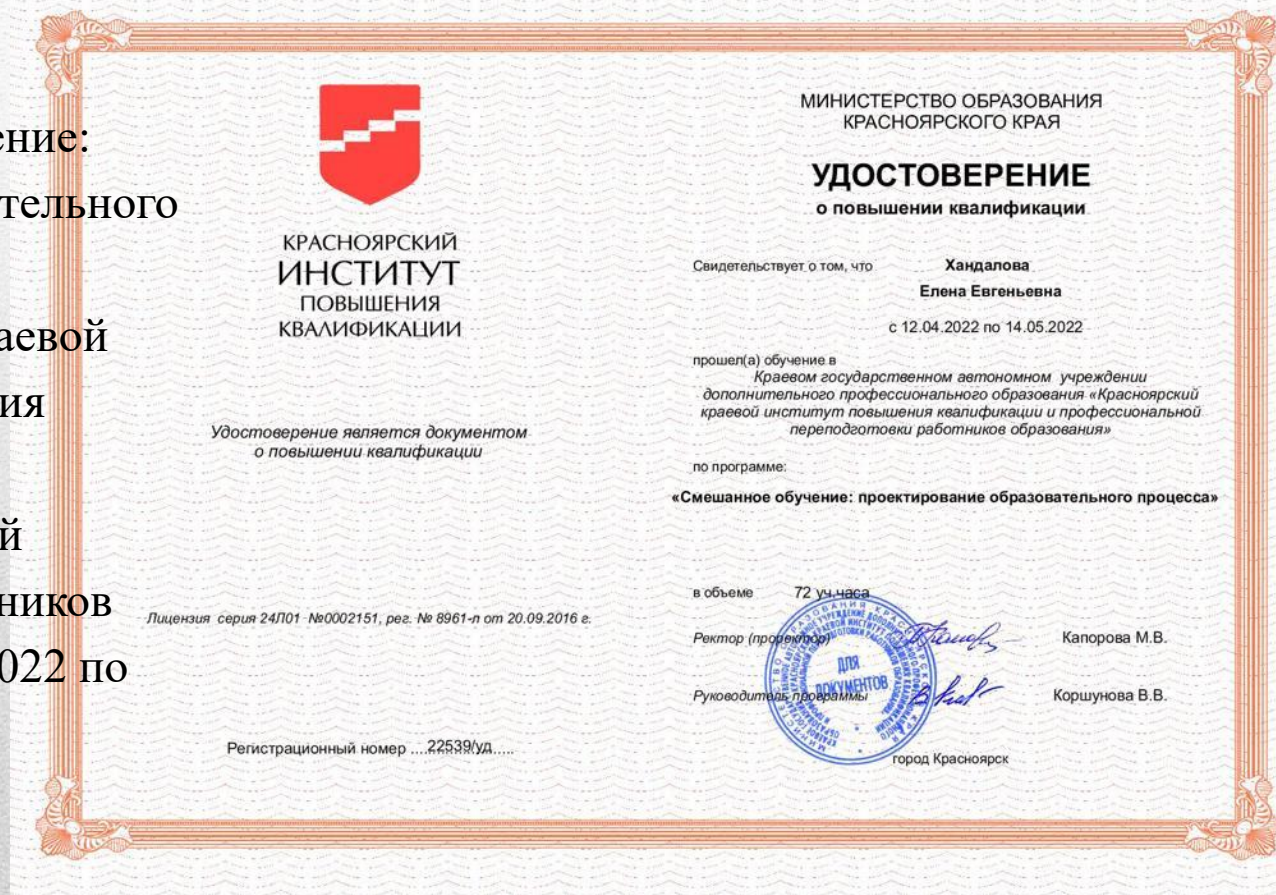 ение:
тельного
аевой
ия
й
ников
022 по
КРАСНОЯРСКИЙ
ИНСТИТУТ
ПОВЫШЕНИЯ
КВАЛИФИКАЦИИ
Удостоверение является документом
о повышении квалификации
Лицензия серия 24Л01 №0002151, рег. № 8961-л от 20.09.2016 г.
Регистрационный номер ....22539/уд.....
МИНИСТЕРСТВО ОБРАЗОВАНИЯ
КРАСНОЯРСКОГО КРАЯ
УДОСТОВЕРЕНИЕ
о повышении квалификации
Свидетельствует о том, что Хандалова
Елена Евгеньевна
с 12.04.2022 по 14.05.2022
прошел(а) обучение в
Краевом государственном автономном учреждении
дополнительного профессионального образования «Красноярский
краевой институт повышения квалификации и профессиональной
переподготовки работников образования»
по программе:
«Смешанное обучение: проектирование образовательного процесса»
в объеме 72 уч.часа
Ректор (проректор) Капорова М.В.
Руководитель программы Коршунова В.В.
ДЛЯ
ДОКУМЕНТОВ
город Красноярск